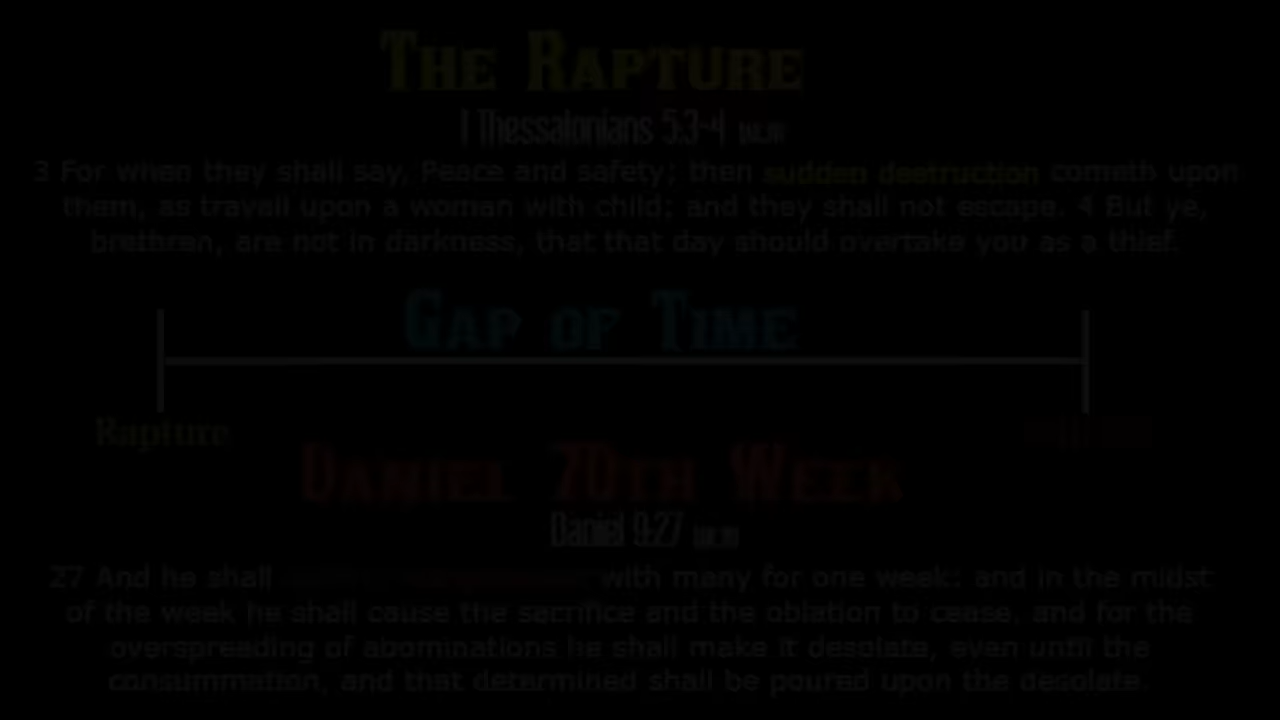 The Rapture
1 Thessalonians 5:3-4 (KJV)
3 For when they shall say, Peace and safety; then sudden destruction cometh upon
them, as travail upon a woman with child; and they shall not escape. 4 But ye,
brethren, are not in darkness, that that day should overtake you as a thief.
Gap of Time
Rapture
Daniel 70th Week
Daniel 9:27 (KJV)
27 And he shall with many for one week: and in the midst
of the week he shall cause the sacrifice and the oblation to cease, and for the
overspreading of abominations he shall make it desolate, even until the
consummation, and that determined shall be poured upon the desolate.